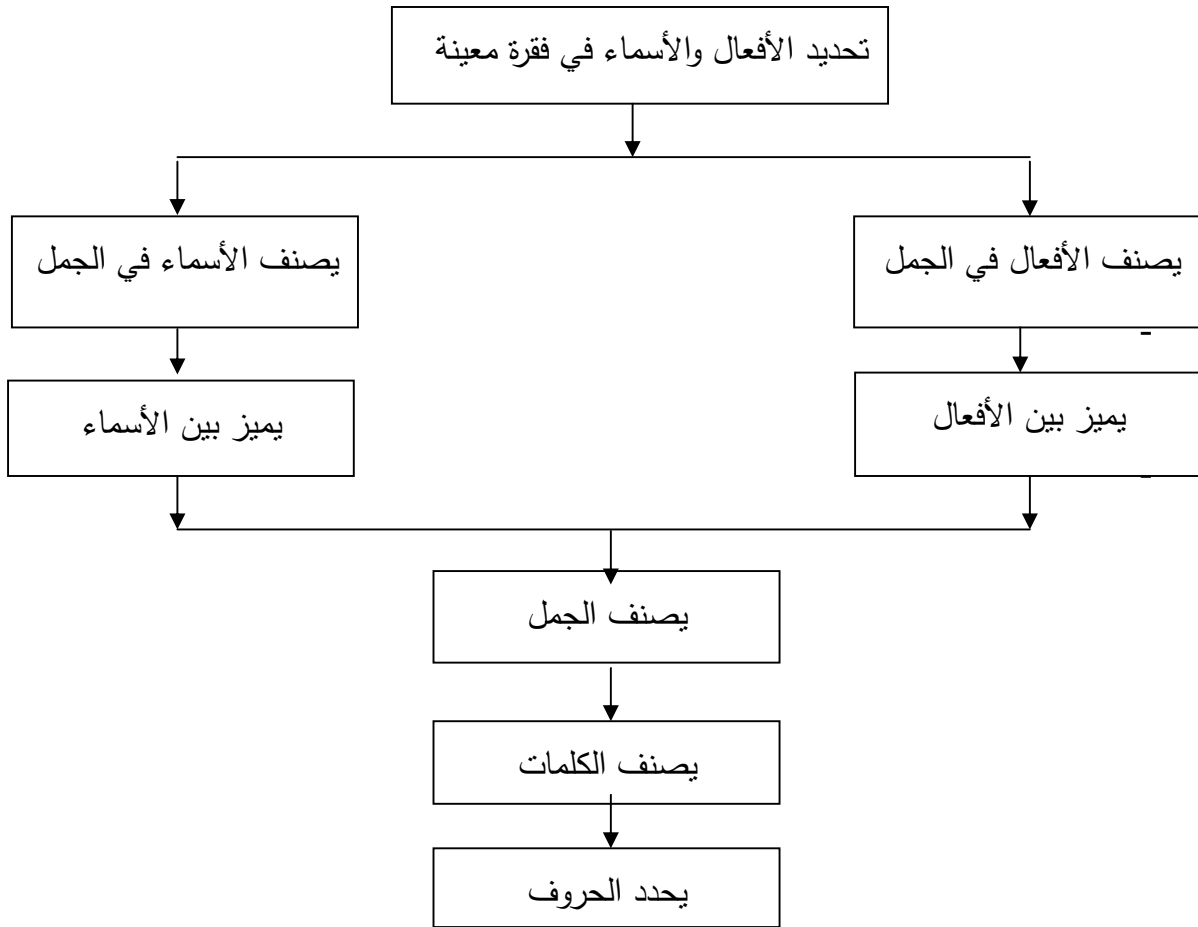 تحديد الأفعال والأسماء في فقرة معينة
يصنف الأفعال في الجمل
يصنف الأسماء في الجمل
-
يميز بين الأفعال
يميز بين الأسماء
-
يصنف الجمل
يصنف الكلمات
يحدد الحروف